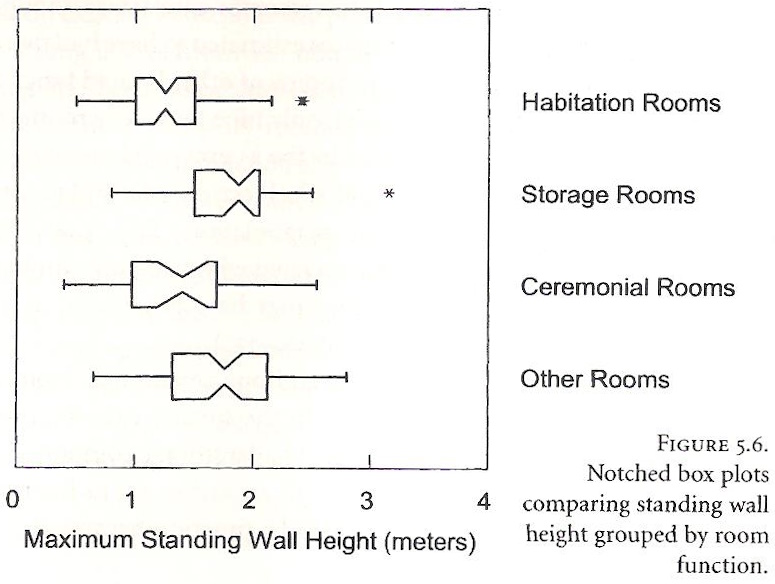 Habitation Rooms
Storage Rooms
Ceremonial Rooms
Other Rooms
0 1 2 3 4
Maximum Standing Wall Height (meters)
FIGURE 5.6.
Notched box plots
comparing standing wall
height grouped by room
function.